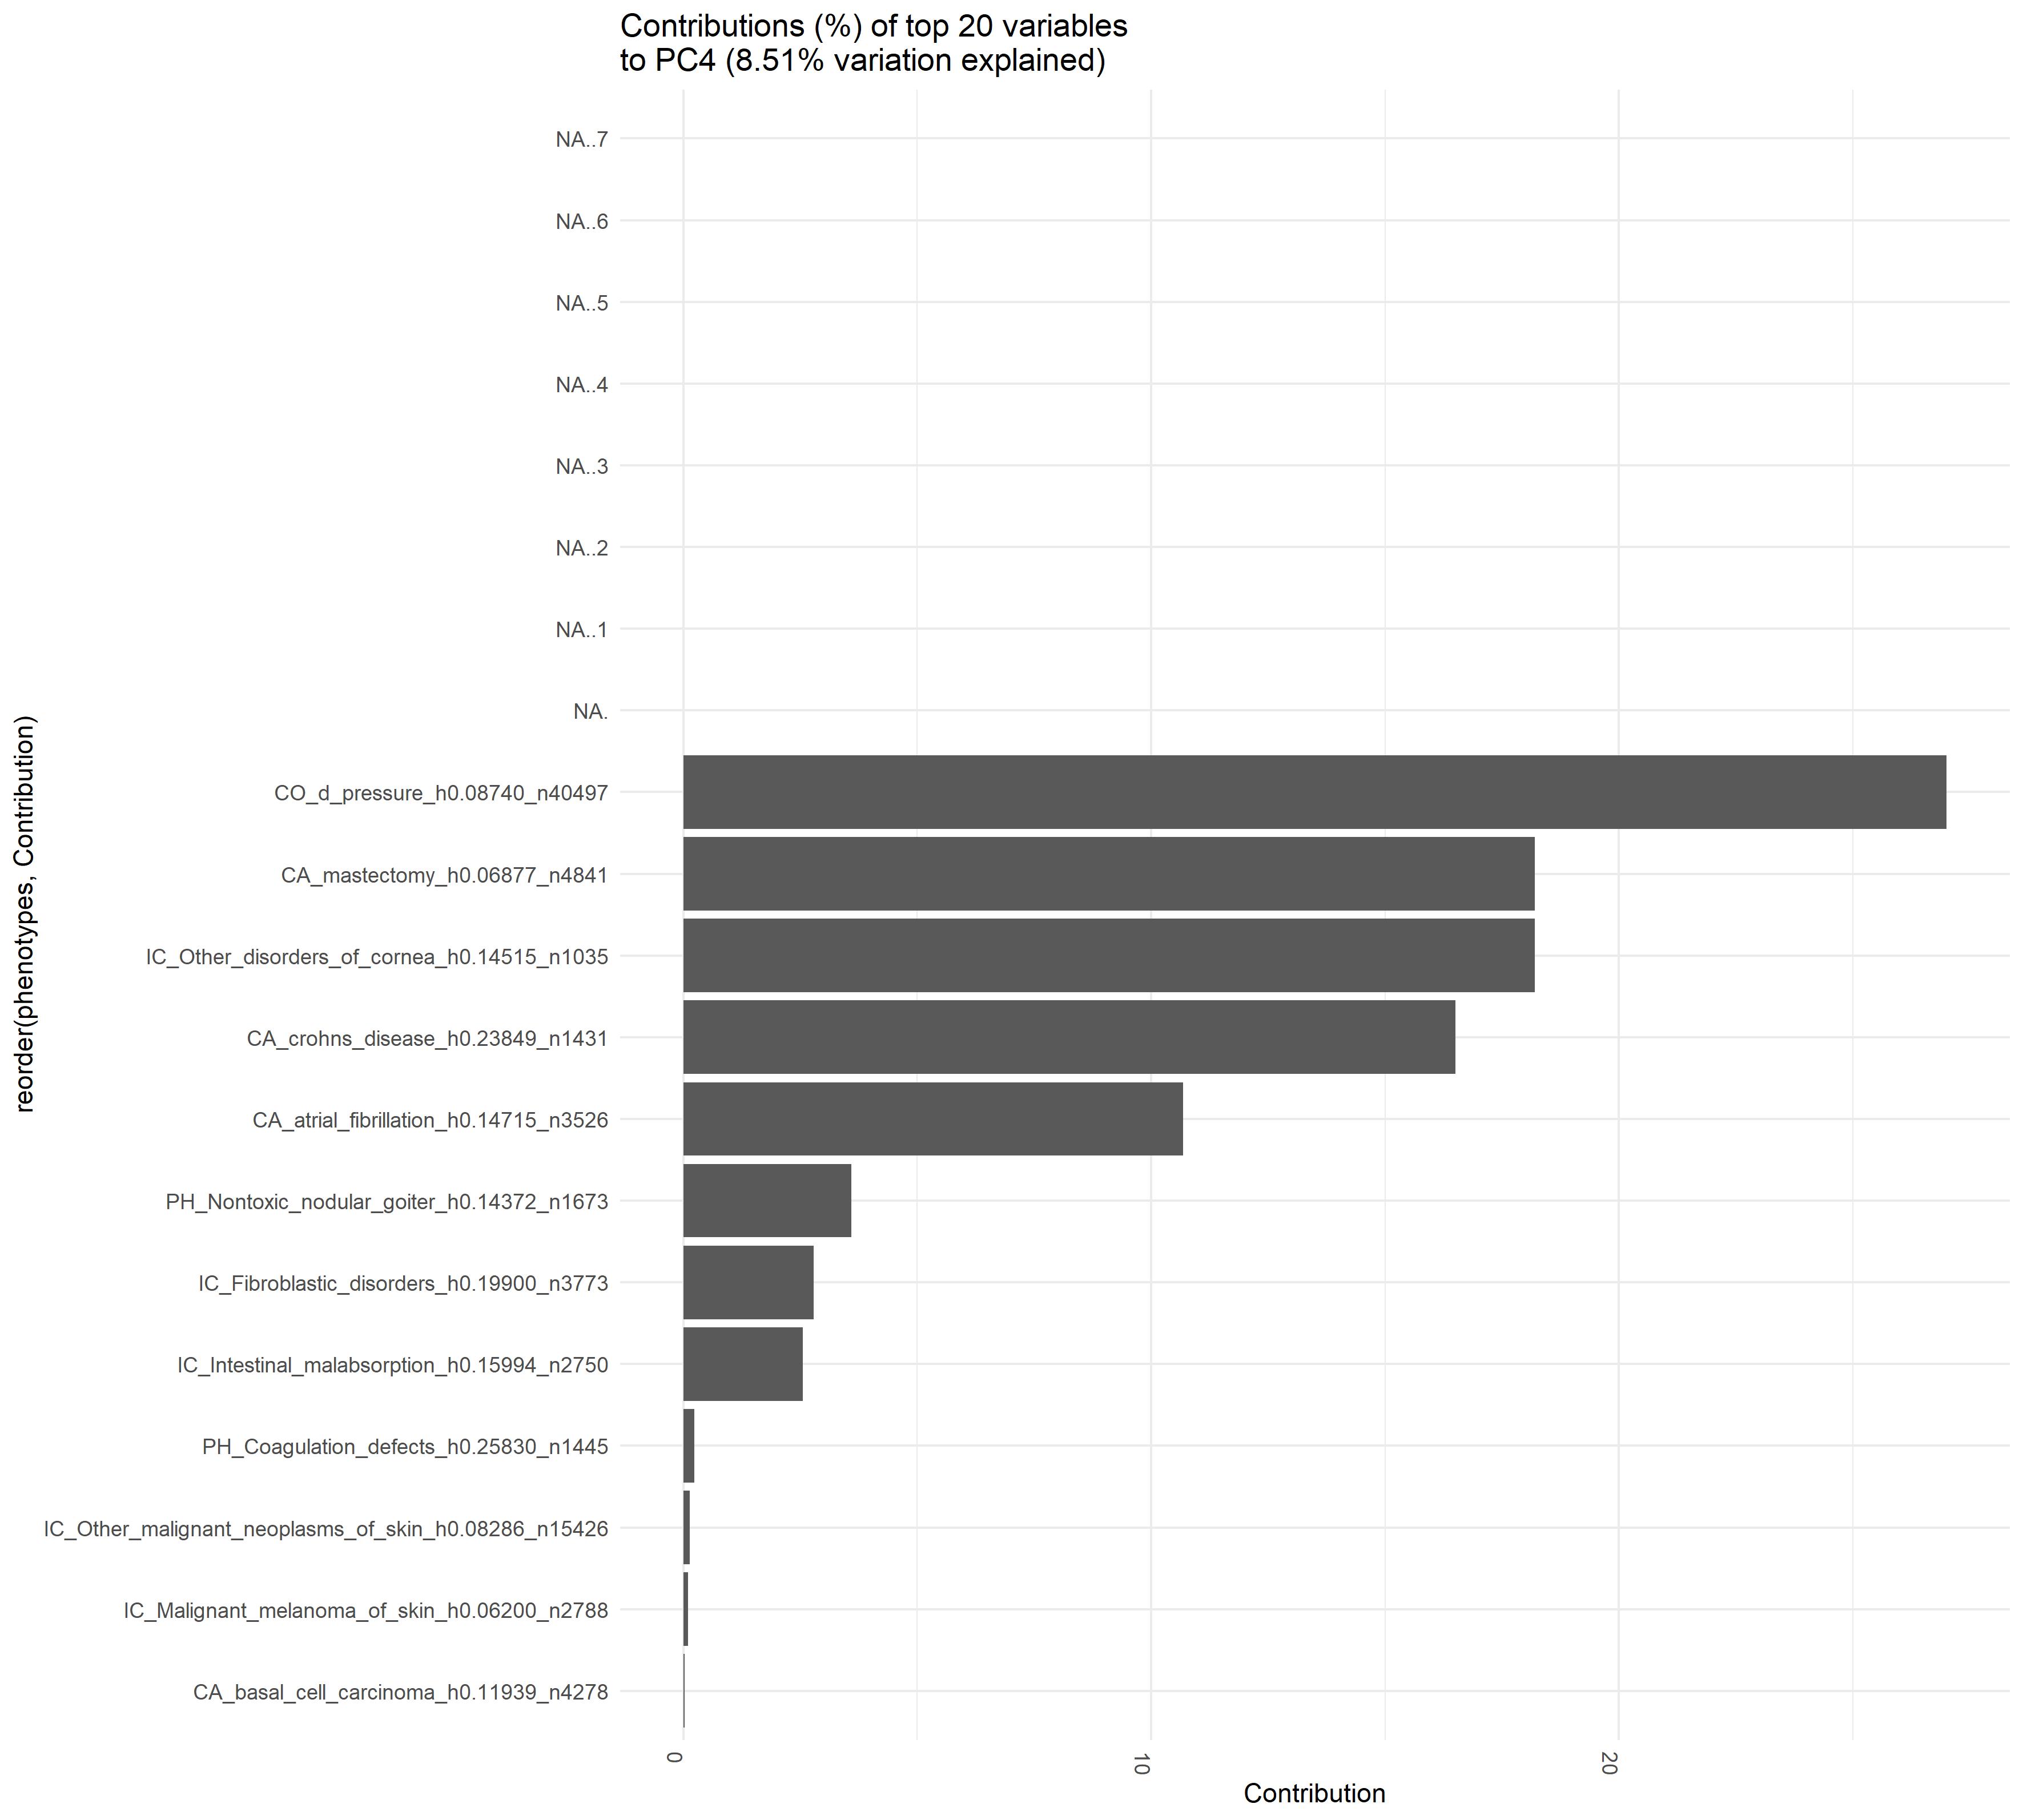 Contributions (%) of top 20 variables
to PC4 (8.51% variation explained)
NA..7
NA..6
NA..5
NA..4
NA..3
NA..2
NA..1
NA.
CO_d_pressure_h0.08740_n40497
CA_mastectomy_h0.06877_n4841
IC_Other_disorders_of_cornea_h0.14515_n1035
CA_crohns_disease_h0.23849_n1431
CA_atrial_fibrillation_h0.14715_n3526
PH_Nontoxic_nodular_goiter_h0.14372_n1673
IC_Fibroblastic_disorders_h0.19900_n3773
IC_Intestinal_malabsorption_h0.15994_n2750
PH_Coagulation_defects_h0.25830_n1445
IC_Other_malignant_neoplasms_of_skin_h0.08286_n15426
IC_Malignant_melanoma_of_skin_h0.06200_n2788
CA_basal_cell_carcinoma_h0.11939_n4278
reorder(phenotypes, Contribution)
0
10
20
Contribution